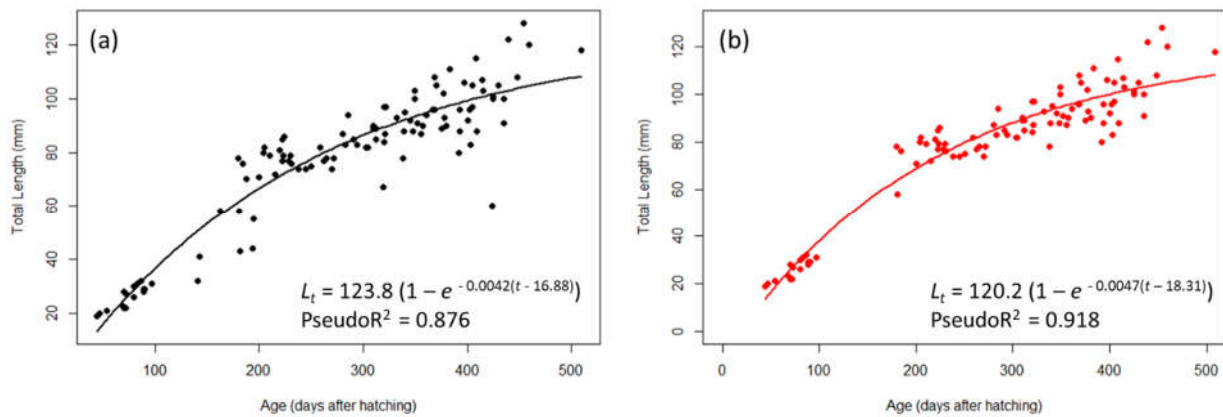 (a)
Total Length (mm)
120
100
80
60
40
20
L_t = 123.8 (1 – e^ - 0.0042(t - 16.88))
PseudoR² = 0.876
100 200 300 400 500
Age (days after hatching)
(b)
Total Length (mm)
120
100
80
60
40
20
0
L_t = 120.2 (1 – e^ - 0.0047(t – 18.31))
PseudoR² = 0.918
0 100 200 300 400 500
Age (days after hatching)